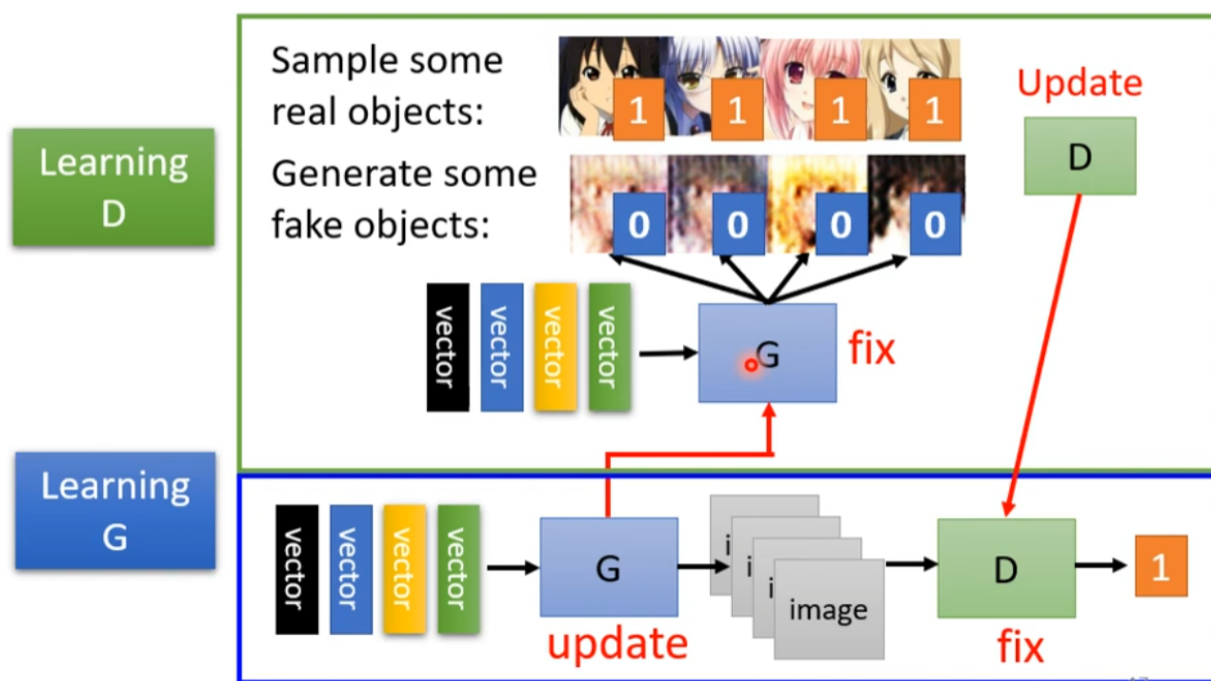 Learning
D
Sample some
real objects:
1 1 1 1
Update
D
Generate some
fake objects:
0 0 0 0
vector vector vector vector
G
fix
Learning
G
vector vector vector vector
G
update
i
i
i
image
D
fix
1